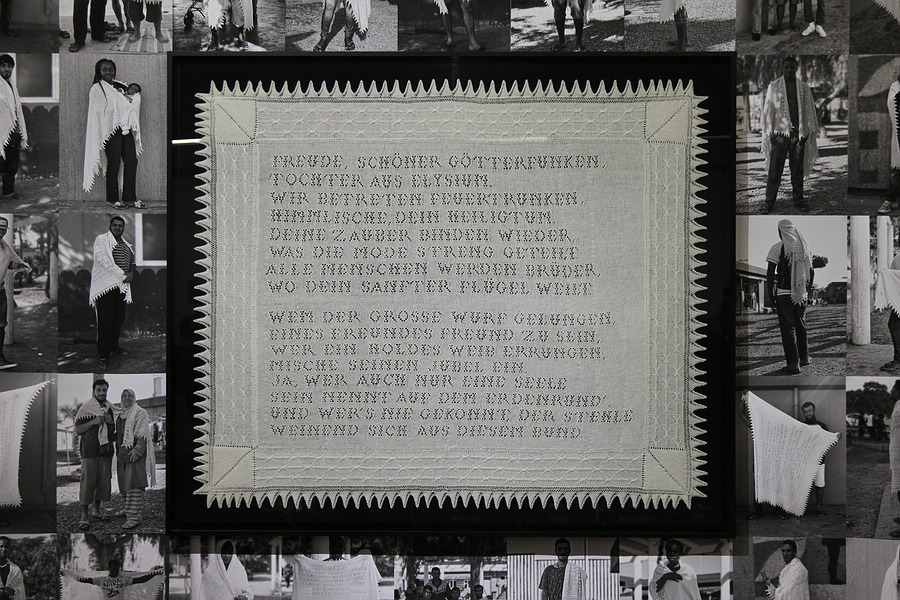 FREUDE, SCHÖNER GÖTTERFUNKEN,
TOCHTER AUS ELYSIUM,
WIR BETRETEN FEUERTRUNKEN,
HIMMLISCHE, DEIN HEILIGTUM.
DEINE ZAUBER BINDEN WIEDER,
WAS DIE MODE STRENG GETEILT
ALLE MENSCHEN WERDEN BRÜDER,
WO DEIN SANFTER FLÜGEL WEILT.
WEM DER GROSSE WURF GELUNGEN,
EINES FREUNDES FREUND ZU SEIN,
WER EIN HOLDES WEIB ERRUNGEN,
MISCHE SEINEN JUBEL EIN.
JA, WER AUCH NUR EINE SEELE
SEIN NENNT AUF DEM ERDENRUND'
UND WER'S NIE GEKONNT DER STEHLE
WEINEND SICH AUS DIESEM BUND.